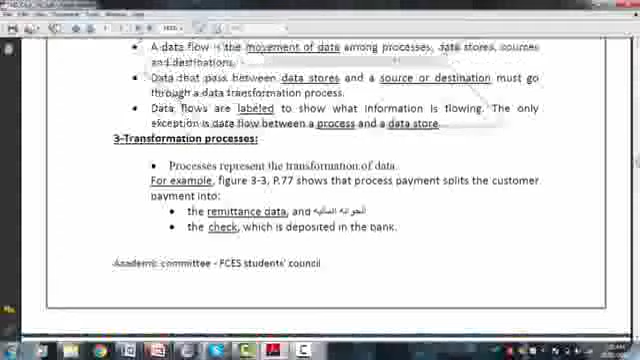 • A data flow is the movement of data among processes, data stores, sources
and destinations.
• Data that pass between data stores and a source or destination must go
through a data transformation process.
• Data flows are labeled to show what information is flowing. The only
exception is data flow between a process and a data store.
3-Transformation processes:
• Processes represent the transformation of data.
For example, figure 3-3, P.77 shows that process payment splits the customer
payment into:
• the remittance data, and الحوالة المالية
• the check, which is deposited in the bank.
Academic committee - FCES students' council